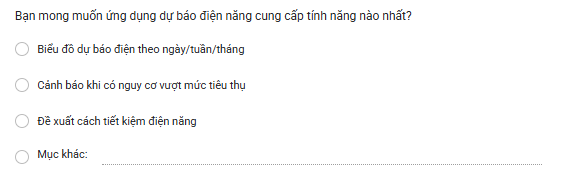 Bạn mong muốn ứng dụng dự báo điện năng cung cấp tính năng nào nhất?
Biểu đồ dự báo điện theo ngày/tuần/tháng
Cảnh báo khi có nguy cơ vượt mức tiêu thụ
Đề xuất cách tiết kiệm điện năng
Mục khác: